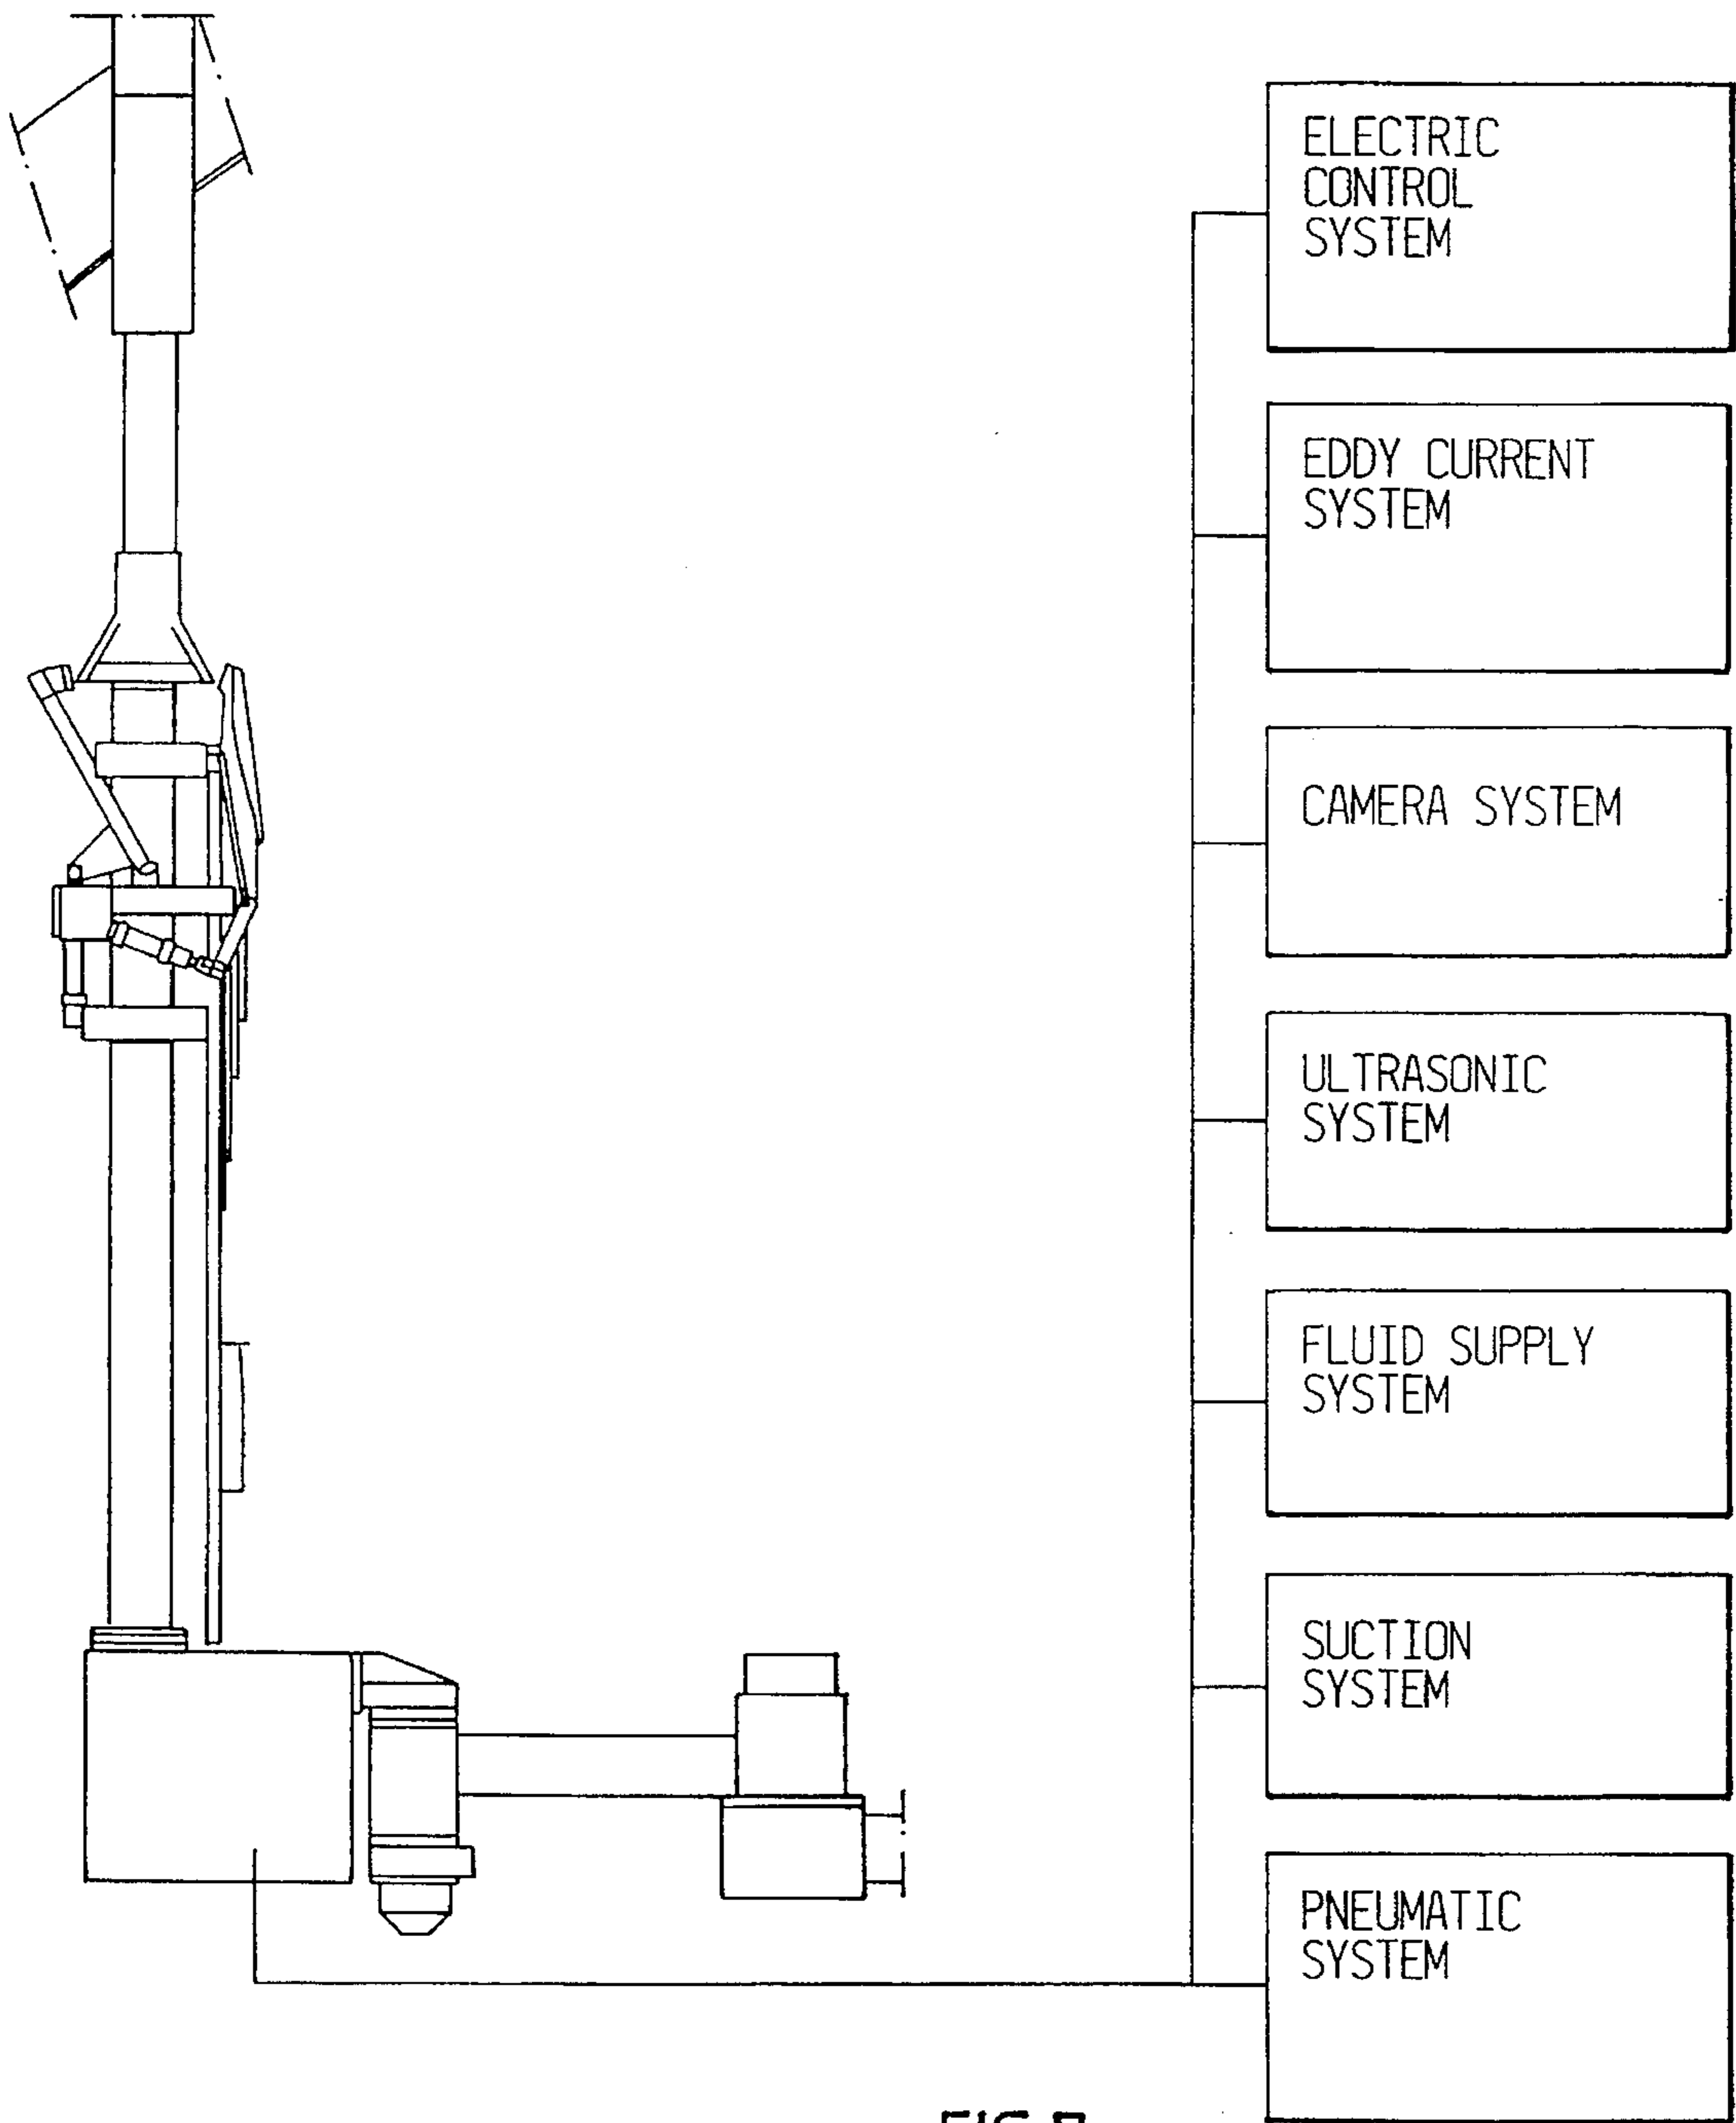 ELECTRIC
CONTROL
SYSTEM
EDDY CURRENT
SYSTEM
CAMERA SYSTEM
ULTRASONIC
SYSTEM
FLUID SUPPLY
SYSTEM
SUCTION
SYSTEM
PNEUMATIC
SYSTEM